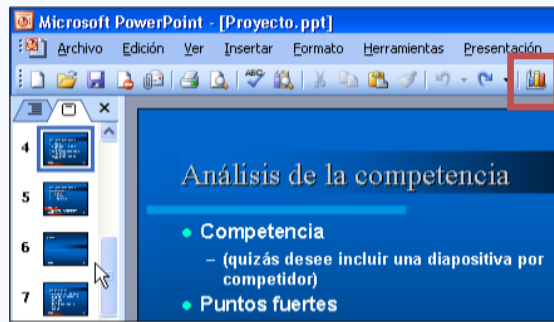 Microsoft PowerPoint - [Proyecto.ppt]
Archivo Edición Ver Insertar Formato Herramientas Presentación
ABC
4
5
6
7
Análisis de la competencia
• Competencia
– (quizás desee incluir una diapositiva por
competidor)
• Puntos fuertes